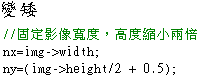 變矮
//固定影像寬度，高度縮小兩倍
nx=img->width;
ny=(img->height/2 + 0.5);